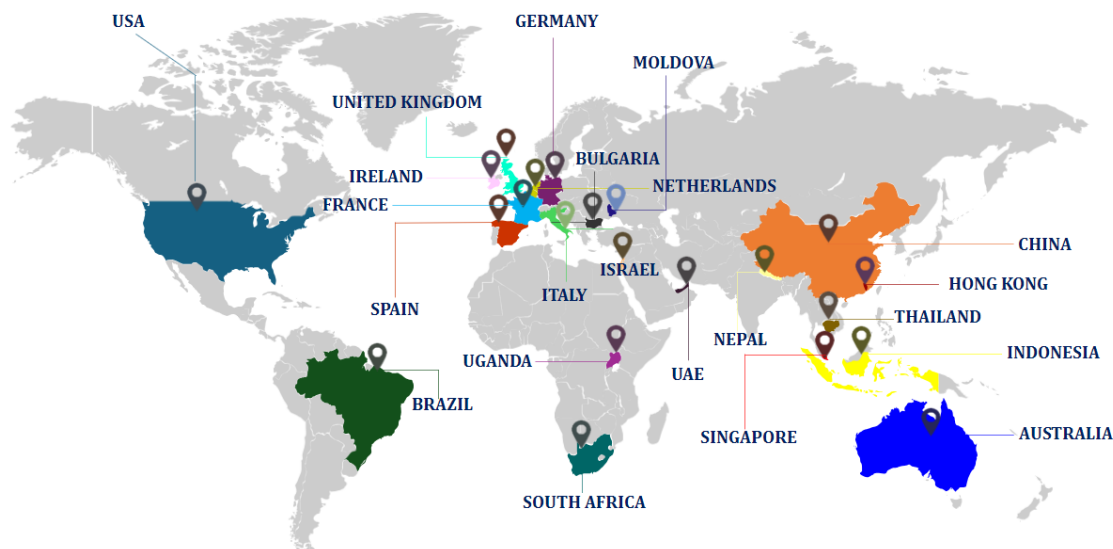 USA
GERMANY
MOLDOVA
UNITED KINGDOM
BULGARIA
IRELAND
NETHERLANDS
FRANCE
CHINA
ISRAEL
HONG KONG
ITALY
SPAIN
THAILAND
NEPAL
INDONESIA
UGANDA
UAE
BRAZIL
SINGAPORE
AUSTRALIA
SOUTH AFRICA